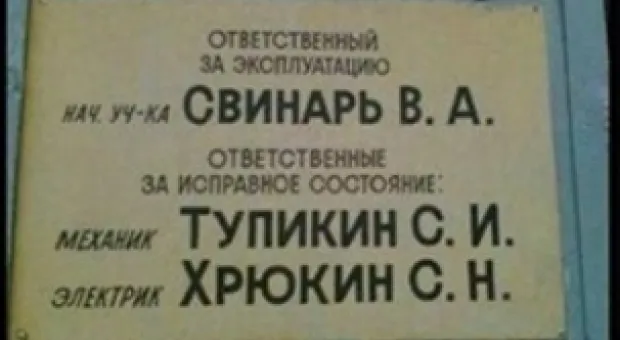 ОТВЕТСТВЕННЫЙ
ЗА ЭКСПЛУАТАЦИЮ
НАЧ. УЧ-КА СВИНАРЬ В. А.
ОТВЕТСТВЕННЫЕ
ЗА ИСПРАВНОЕ СОСТОЯНИЕ:
МЕХАНИК ТУПИКИН С. И.
ЭЛЕКТРИК ХРЮКИН С. Н.